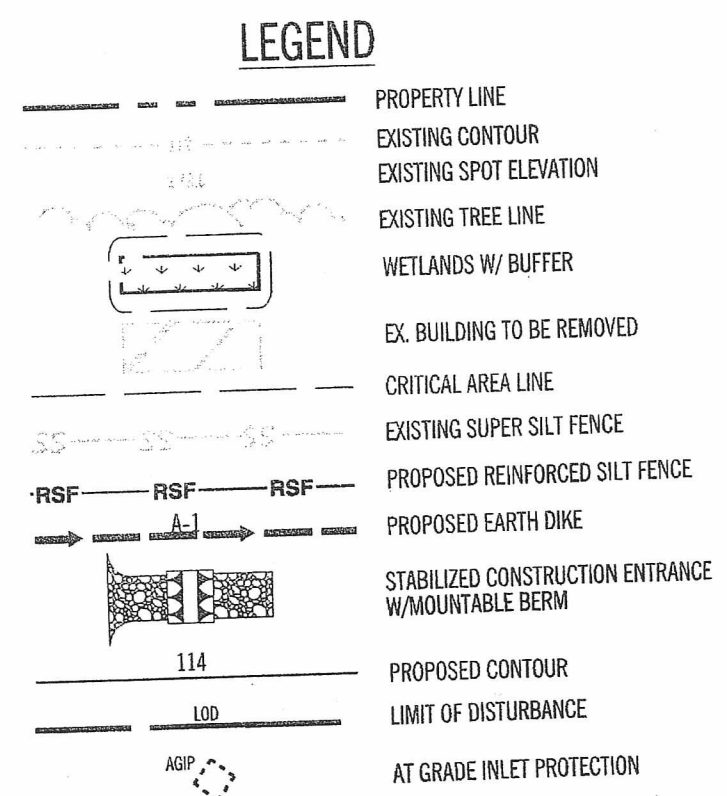 LEGEND
PROPERTY LINE
EXISTING CONTOUR
EXISTING SPOT ELEVATION
EXISTING TREE LINE
WETLANDS W/ BUFFER
EX. BUILDING TO BE REMOVED
CRITICAL AREA LINE
EXISTING SUPER SILT FENCE
RSF RSF RSF PROPOSED REINFORCED SILT FENCE
A-1 PROPOSED EARTH DIKE
STABILIZED CONSTRUCTION ENTRANCE
W/MOUNTABLE BERM
114 PROPOSED CONTOUR
LOD LIMIT OF DISTURBANCE
AGIP AT GRADE INLET PROTECTION